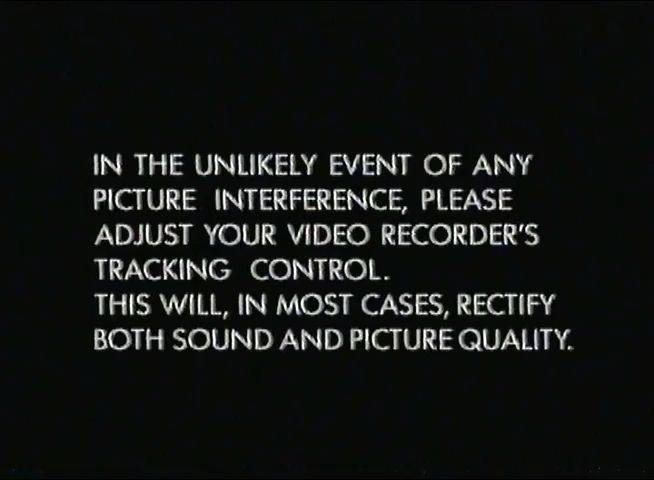 IN THE UNLIKELY EVENT OF ANY
PICTURE INTERFERENCE, PLEASE
ADJUST YOUR VIDEO RECORDER'S
TRACKING CONTROL.
THIS WILL, IN MOST CASES, RECTIFY
BOTH SOUND AND PICTURE QUALITY.